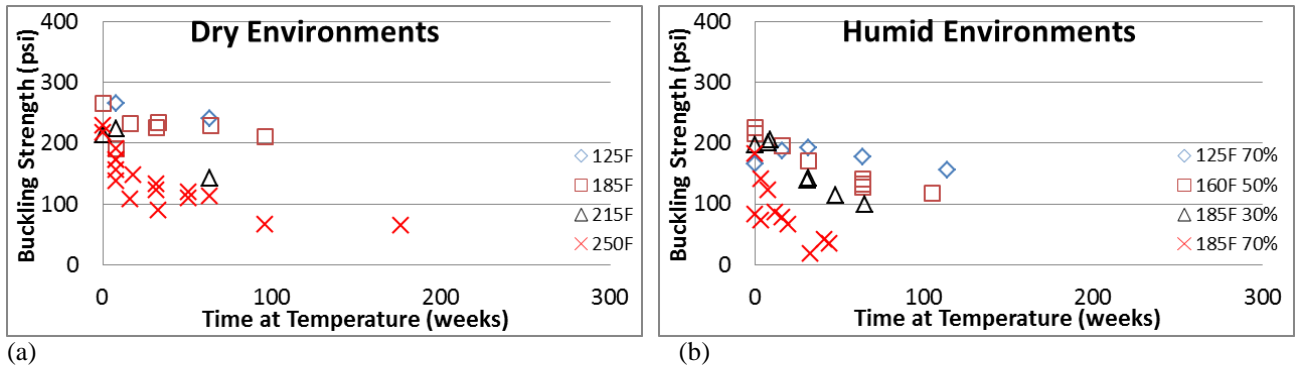 Dry Environments
Buckling Strength (psi)
400
300
200
100
0
0 100 200 300
Time at Temperature (weeks)
125F
185F
215F
250F
(a)
Humid Environments
Buckling Strength (psi)
400
300
200
100
0
0 100 200 300
Time at Temperature (weeks)
125F 70%
160F 50%
185F 30%
185F 70%
(b)